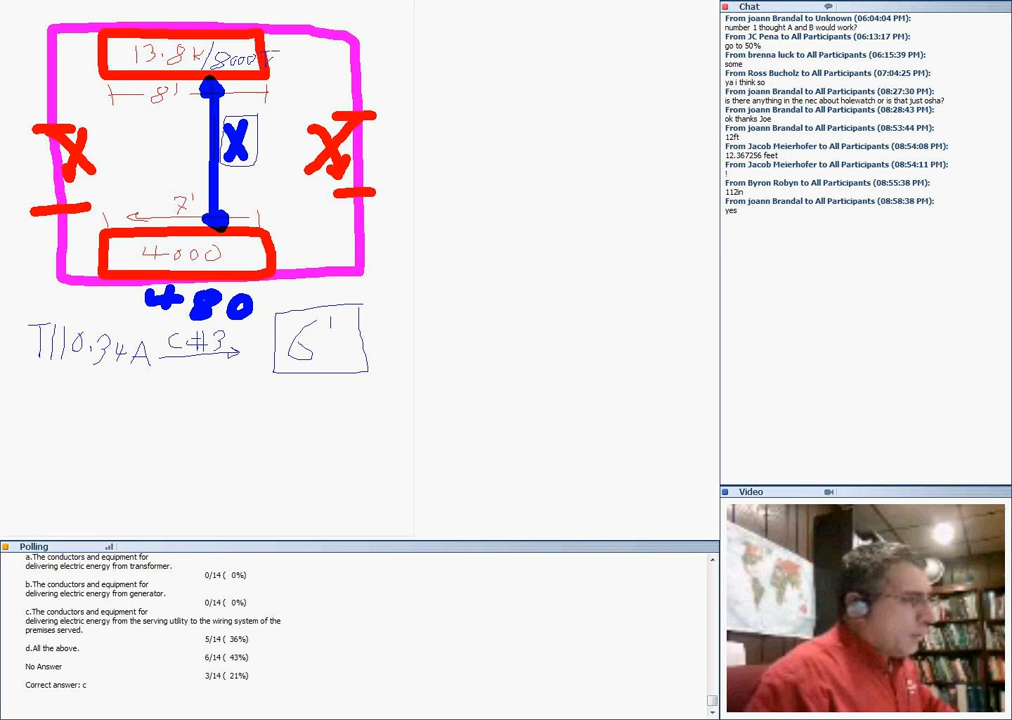 13.8k/8000
8'
X
X
X
7'
4000
480
T110.34A C#3 6'
Chat
From joann Brandal to Unknown (06:04:04 PM):
number 1 thought A and B would work?
From JC Pena to All Participants (06:13:17 PM):
go to 50%
From brenna luck to All Participants (06:15:39 PM):
some
From Ross Bucholz to All Participants (07:04:25 PM):
ya i think so
From joann Brandal to All Participants (08:27:30 PM):
is there anything in the nec about holewatch or is that just osha?
From joann Brandal to All Participants (08:28:43 PM):
ok thanks Joe
From joann Brandal to All Participants (08:53:44 PM):
12ft
From Jacob Meierhofer to All Participants (08:54:08 PM):
12.367256 feet
From Jacob Meierhofer to All Participants (08:54:11 PM):
!
From Byron Robyn to All Participants (08:55:38 PM):
112in
From joann Brandal to All Participants (08:58:38 PM):
yes
Video
Polling
a.The conductors and equipment for
delivering electric energy from transformer.
0/14 ( 0%)
b.The conductors and equipment for
delivering electric energy from generator.
0/14 ( 0%)
c.The conductors and equipment for
delivering electric energy from the serving utility to the wiring system of the
premises served.
5/14 ( 36%)
d.All the above.
6/14 ( 43%)
No Answer
3/14 ( 21%)
Correct answer: c